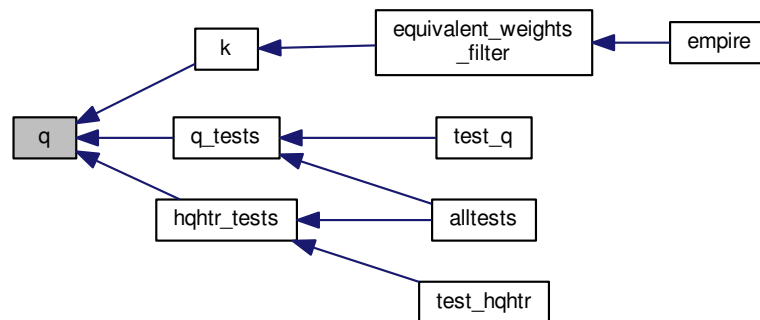 equivalent_weights
_filter
k
empire
q
q_tests
test_q
hqhtr_tests
alltests
test_hqhtr